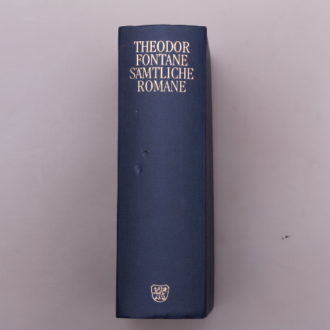 THEODOR
FONTANE
SÄMTLICHE
ROMANE